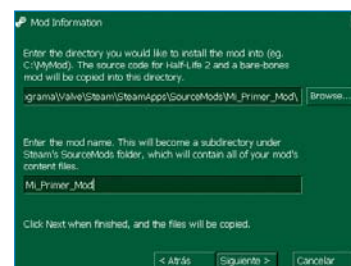 Mod Information
Enter the directory you would like to install the mod into (eg.
C:\MyMod). The source code for Half-Life 2 and a bare-bones
mod will be copied into this directory.
ograma\Valve\Steam\SteamApps\SourceMods\Mi_Primer_Mod\ Browse...
Enter the mod name. This will become a subdirectory under
Steam's SourceMods folder, which will contain all of your mod's
content files.
Mi_Primer_Mod
Click Next when finished, and the files will be copied.
< Atrás Siguiente > Cancelar